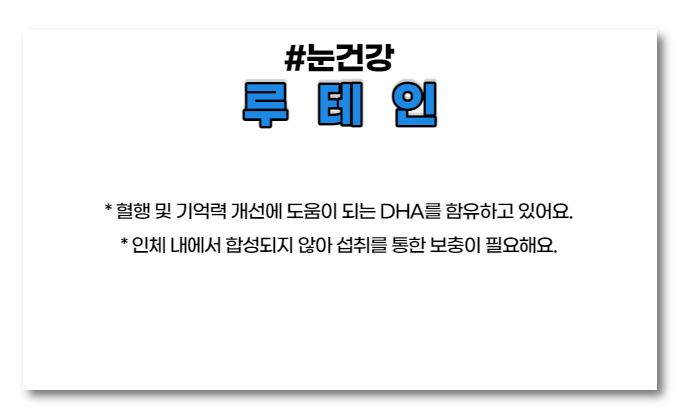 #눈건강
루 테 인
* 혈행 및 기억력 개선에 도움이 되는 DHA를 함유하고 있어요.
* 인체 내에서 합성되지 않아 섭취를 통한 보충이 필요해요.